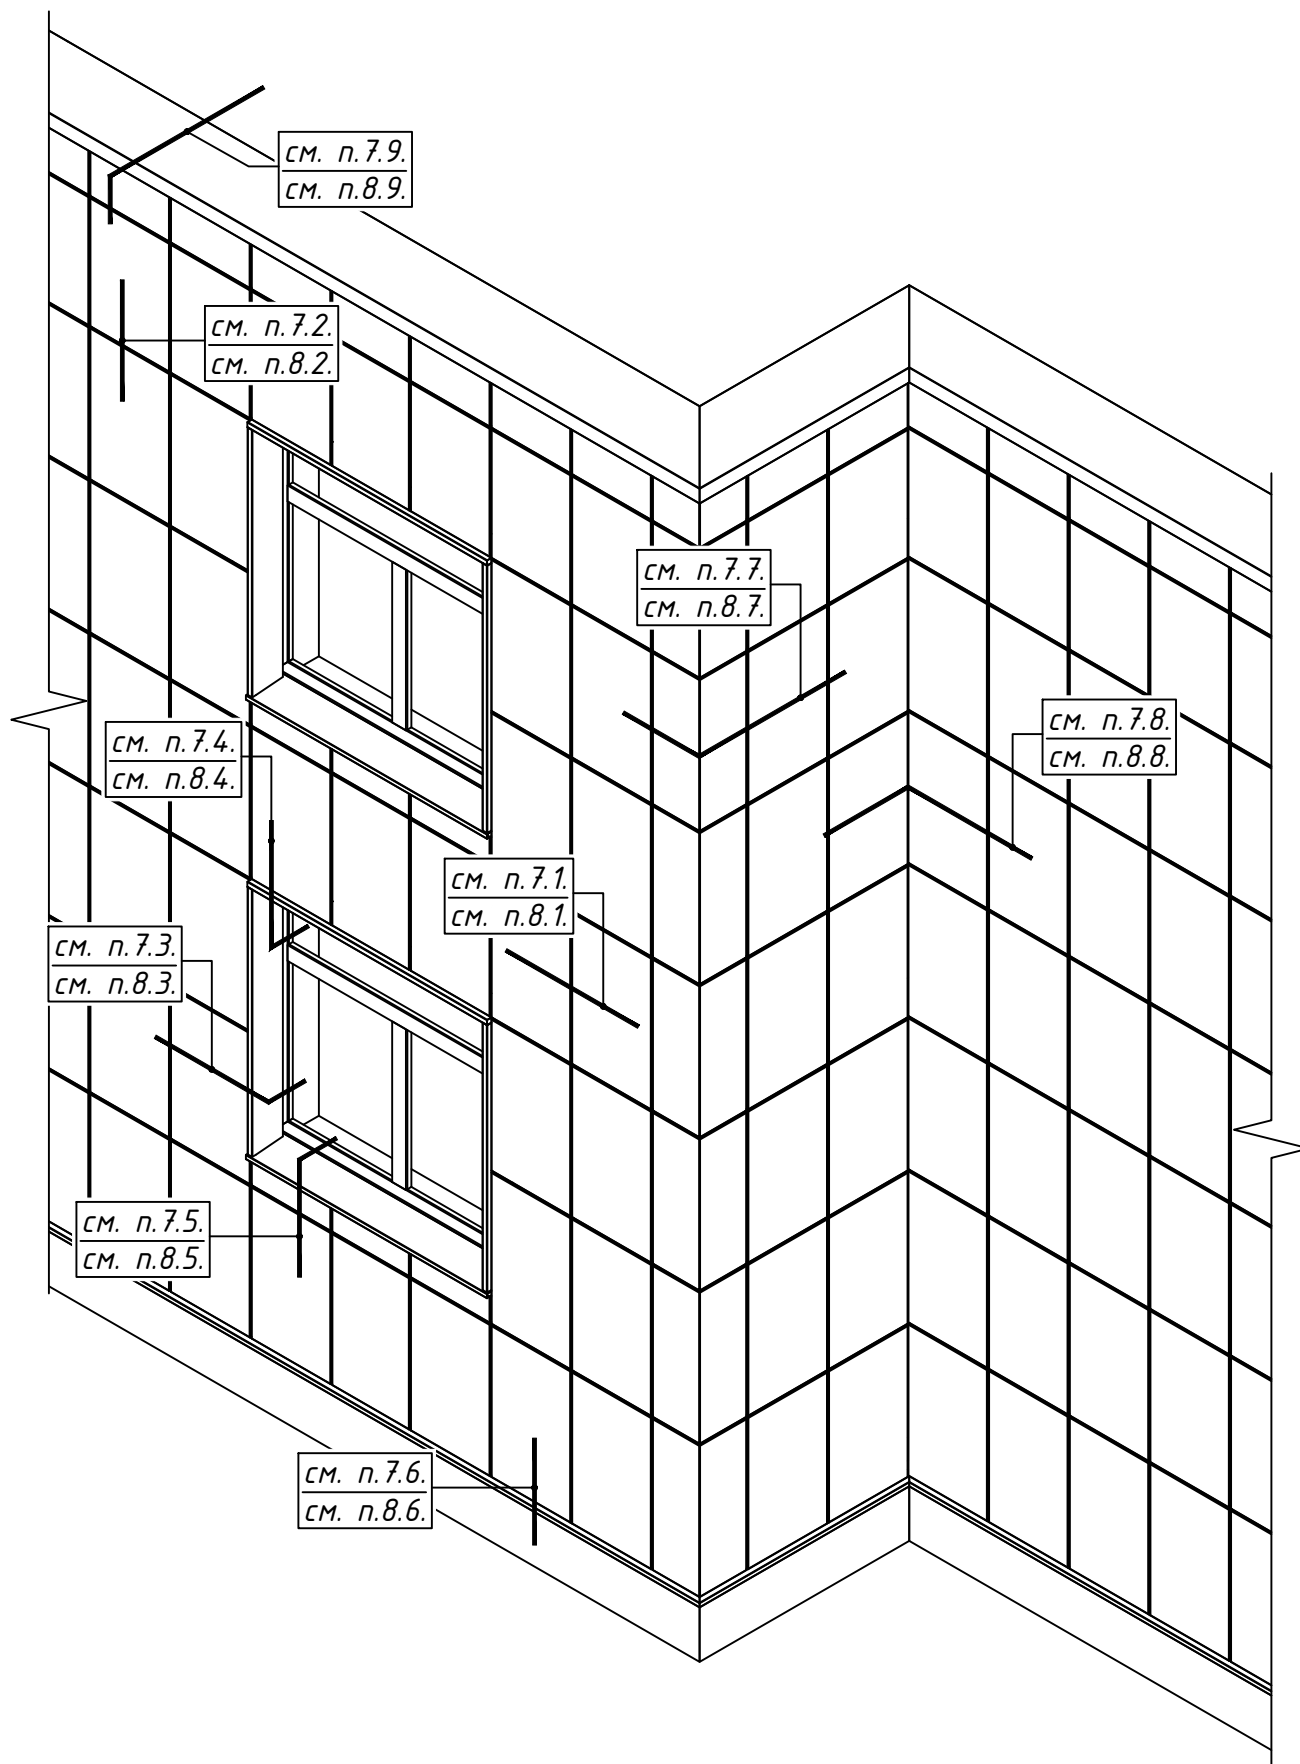 см. п.7.9.
см. п.8.9.
см. п.7.2.
см. п.8.2.
см. п.7.7.
см. п.8.7.
см. п.7.8.
см. п.8.8.
см. п.7.4.
см. п.8.4.
см. п.7.1.
см. п.8.1.
см. п.7.3.
см. п.8.3.
см. п.7.5.
см. п.8.5.
см. п.7.6.
см. п.8.6.